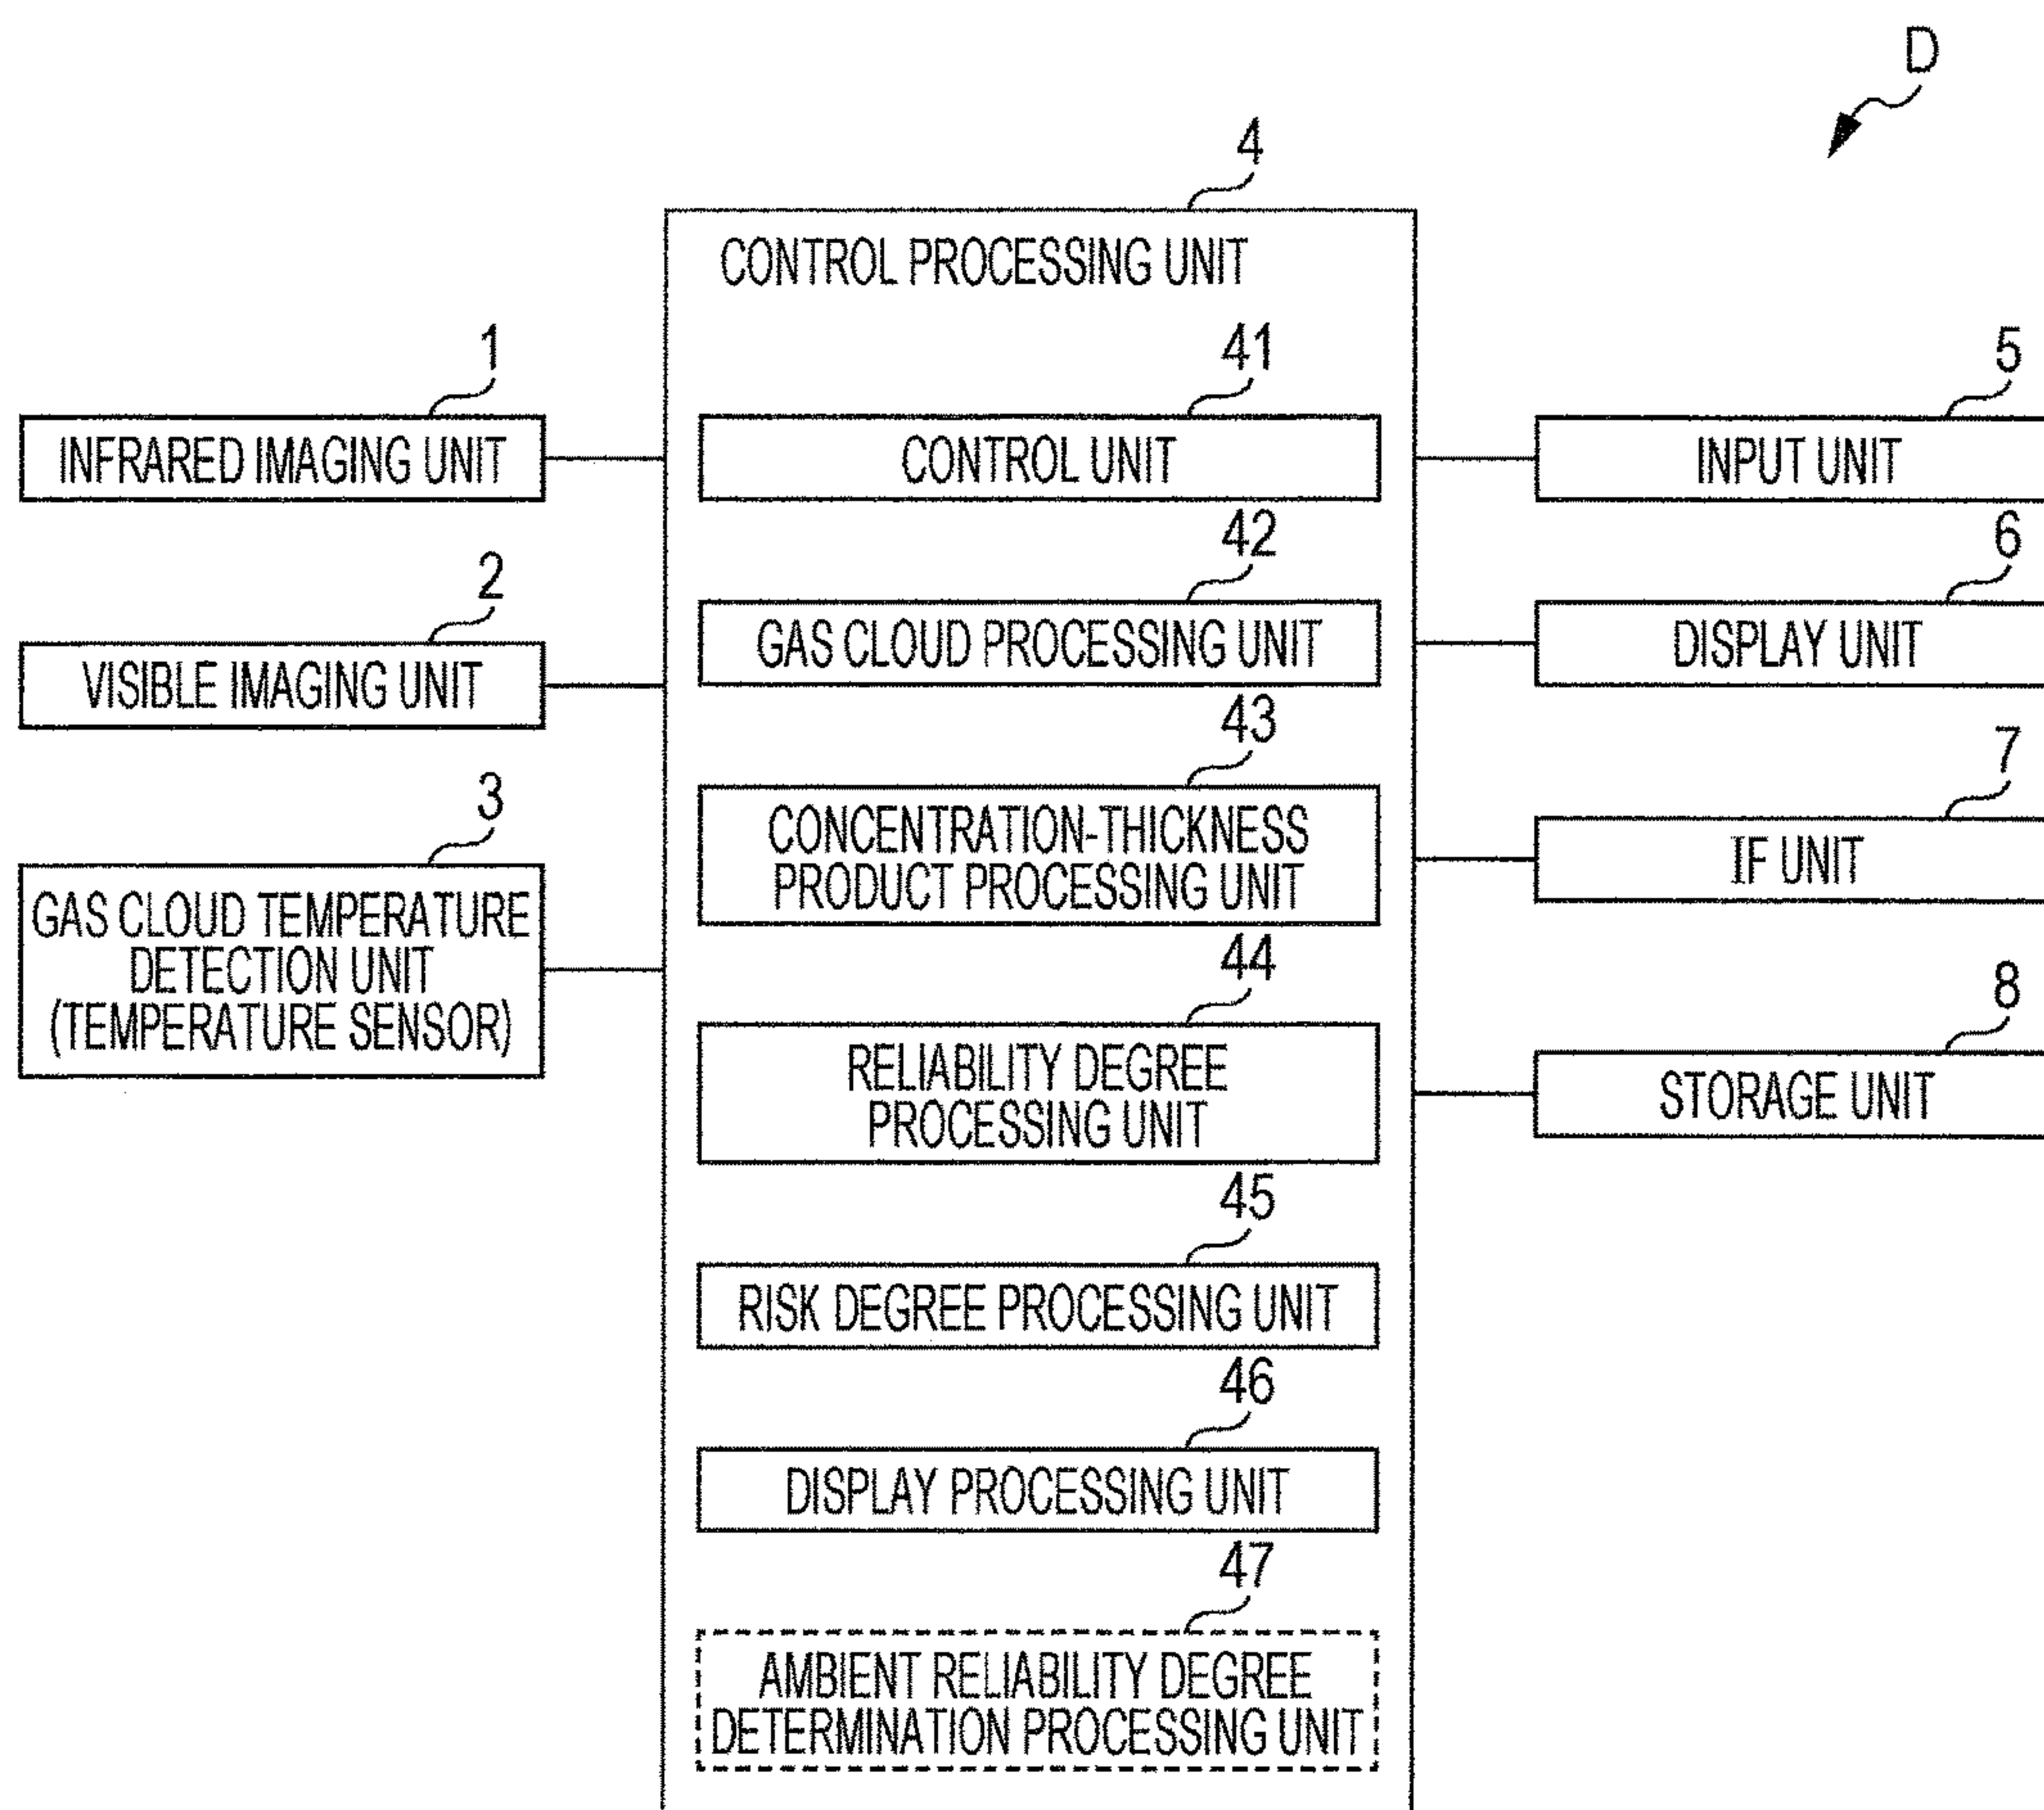 D
4
CONTROL PROCESSING UNIT
1
INFRARED IMAGING UNIT
2
VISIBLE IMAGING UNIT
3
GAS CLOUD TEMPERATURE
DETECTION UNIT
(TEMPERATURE SENSOR)
41
CONTROL UNIT
42
GAS CLOUD PROCESSING UNIT
43
CONCENTRATION-THICKNESS
PRODUCT PROCESSING UNIT
44
RELIABILITY DEGREE
PROCESSING UNIT
45
RISK DEGREE PROCESSING UNIT
46
DISPLAY PROCESSING UNIT
47
AMBIENT RELIABILITY DEGREE
DETERMINATION PROCESSING UNIT
5
INPUT UNIT
6
DISPLAY UNIT
7
IF UNIT
8
STORAGE UNIT